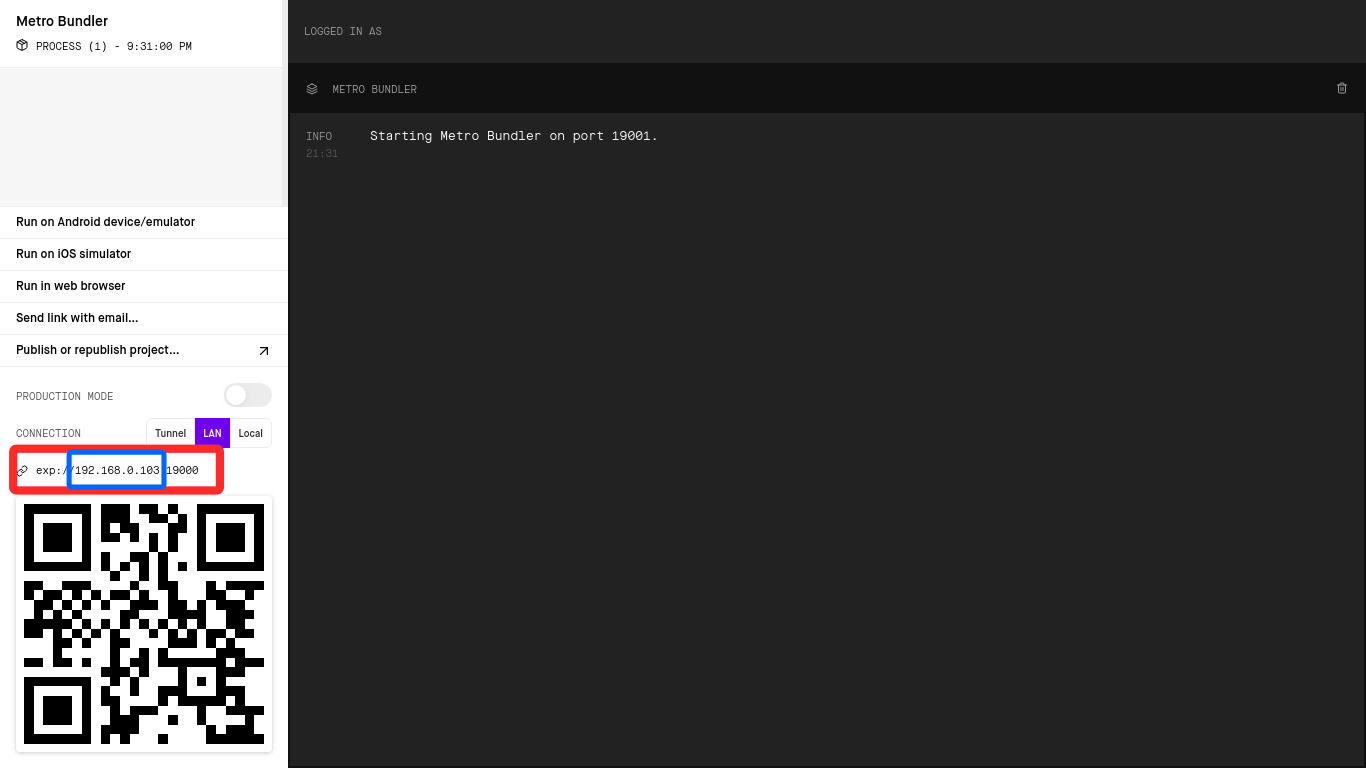 Metro Bundler
PROCESS (1) - 9:31:00 PM
Run on Android device/emulator
Run on iOS simulator
Run in web browser
Send link with email...
Publish or republish project...
PRODUCTION MODE
CONNECTION
Tunnel
LAN
Local
exp://192.168.0.103:19000
LOGGED IN AS
METRO BUNDLER
INFO
Starting Metro Bundler on port 19001.
21:31